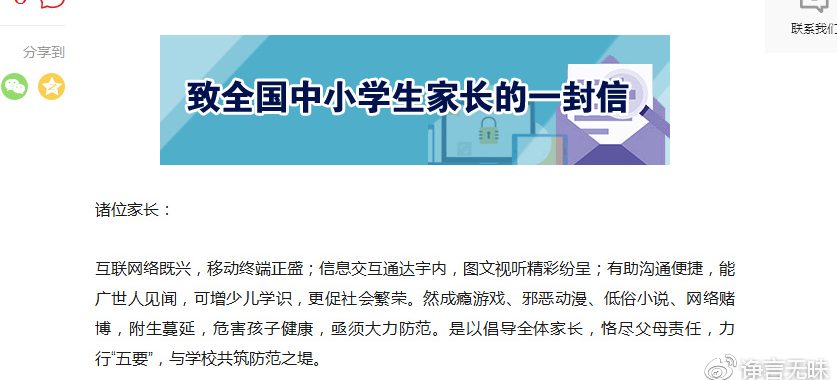 分享到
联系我们
致全国中小学生家长的一封信
诸位家长：
互联网络既兴，移动终端正盛；信息交互通达宇内，图文视听精彩纷呈；有助沟通便捷，能
广世人见闻，可增少儿学识，更促社会繁荣。然成瘾游戏、邪恶动漫、低俗小说、网络赌
博，附生蔓延，危害孩子健康，亟须大力防范。是以倡导全体家长，恪尽父母责任，力
行“五要”，与学校共筑防范之堤。
诤言无昧